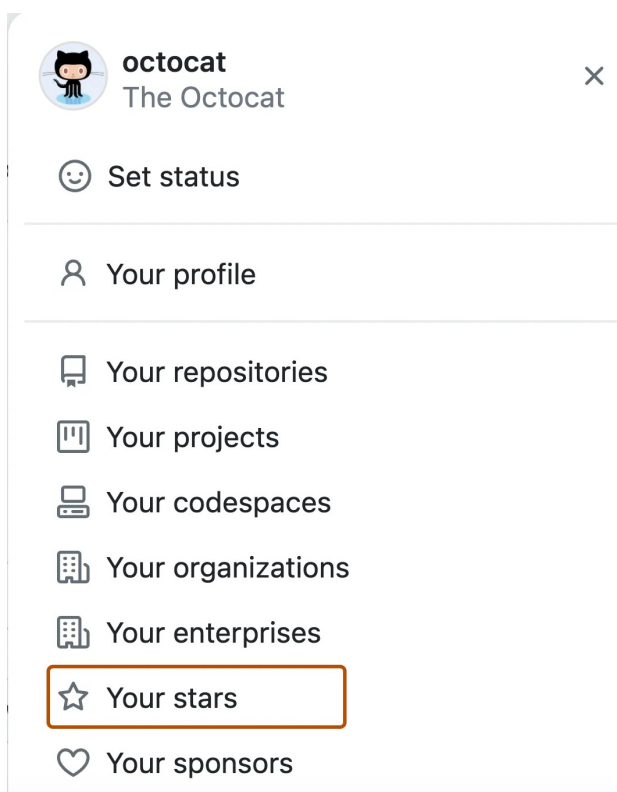 octocat
The Octocat
Set status
Your profile
Your repositories
Your projects
Your codespaces
Your organizations
Your enterprises
Your stars
Your sponsors